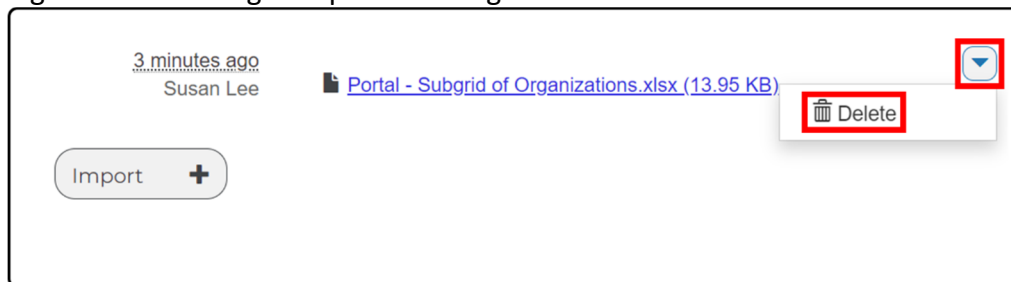 3 minutes ago
Susan Lee
Portal - Subgrid of Organizations.xlsx (13.95 KB)
Delete
Import